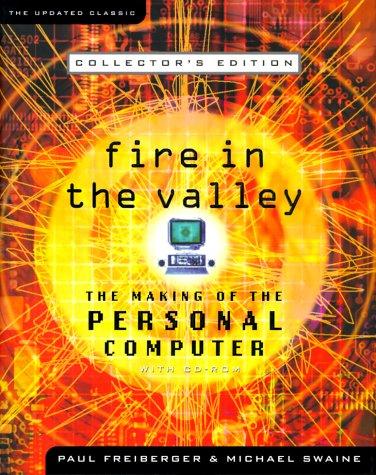 THE UPDATED CLASSIC
COLLECTOR'S EDITION
fire in
the valley
THE MAKING OF THE
PERSONAL
COMPUTER
WITH CD-ROM
PAUL FREIBERGER & MICHAEL SWAINE